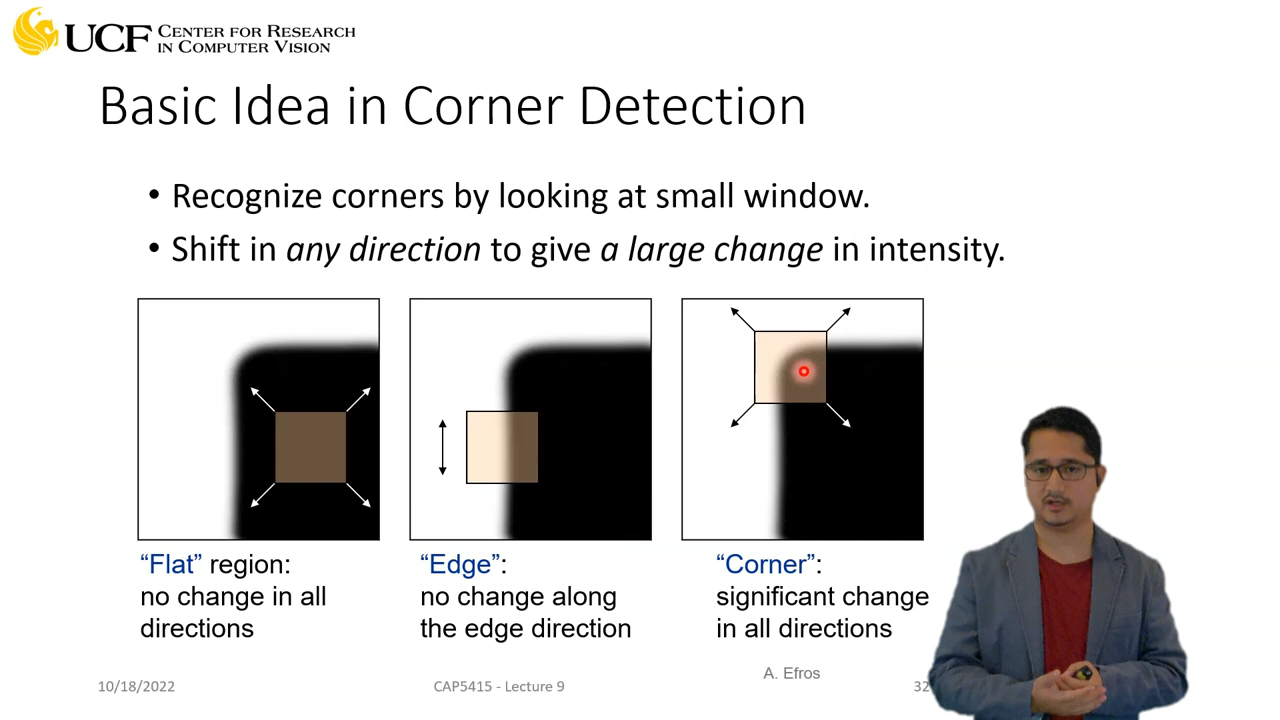 UCF CENTER FOR RESEARCH
IN COMPUTER VISION
Basic Idea in Corner Detection
• Recognize corners by looking at small window.
• Shift in any direction to give a large change in intensity.
“Flat” region:
no change in all
directions
“Edge”:
no change along
the edge direction
“Corner”:
significant change
in all directions
A. Efros
10/18/2022
CAP5415 - Lecture 9
32